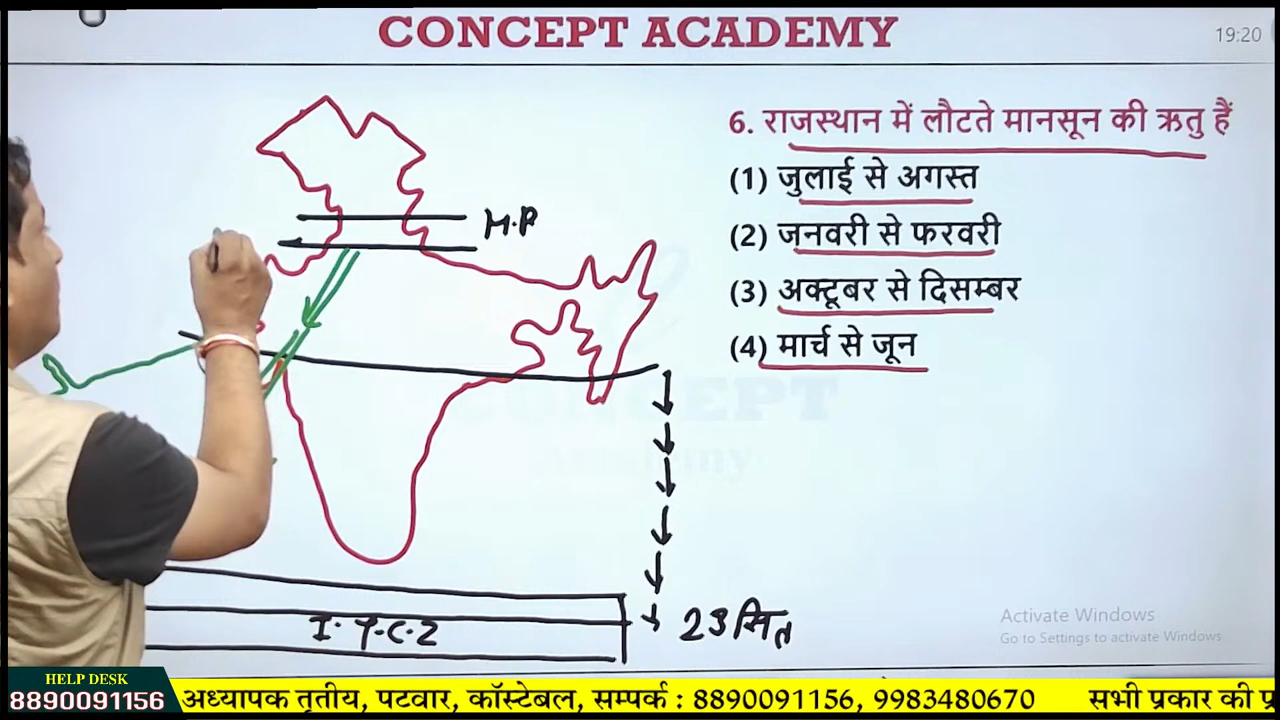 CONCEPT ACADEMY
19:20
6. राजस्थान में लौटते मानसून की ऋतु हैं
(1) जुलाई से अगस्त
(2) जनवरी से फरवरी
(3) अक्टूबर से दिसम्बर
(4) मार्च से जून
H.P
CONCEPT
I.T.C.Z
23 सित
Activate Windows
Go to Settings to activate Windows
HELP DESK
8890091156
अध्यापक तृतीय, पटवार, कॉस्टेबल, सम्पर्क : 8890091156, 9983480670 सभी प्रकार की प्र